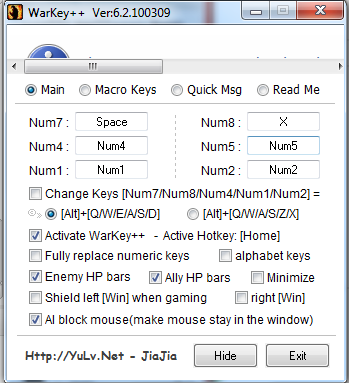 WarKey++ Ver:6.2.100309
Main Macro Keys Quick Msg Read Me
Num7 : Space Num8 : X
Num4 : Num4 Num5 : Num5
Num1 : Num1 Num2 : Num2
Change Keys [Num7/Num8/Num4/Num1/Num2] =
[Alt]+[Q/W/E/A/S/D] [Alt]+[Q/W/A/S/Z/X]
Activate WarKey++ - Active Hotkey: [Home]
Fully replace numeric keys alphabet keys
Enemy HP bars Ally HP bars Minimize
Shield left [Win] when gaming right [Win]
AI block mouse(make mouse stay in the window)
Http://YuLv.Net - JiaJia Hide Exit